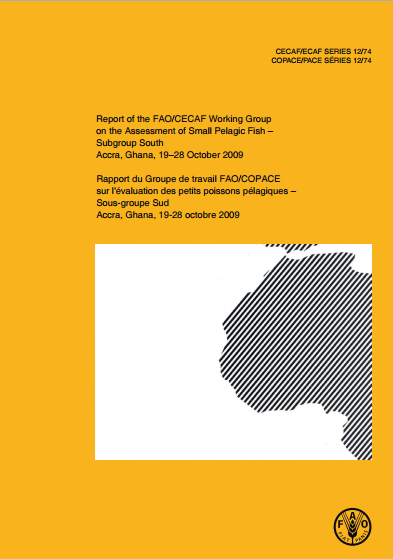 CECAF/ECAF SERIES 12/74
COPACE/PACE SÉRIES 12/74
Report of the FAO/CECAF Working Group
on the Assessment of Small Pelagic Fish –
Subgroup South
Accra, Ghana, 19–28 October 2009
Rapport du Groupe de travail FAO/COPACE
sur l'évaluation des petits poissons pélagiques –
Sous-groupe Sud
Accra, Ghana, 19-28 octobre 2009
FAO
FIAT PANIS